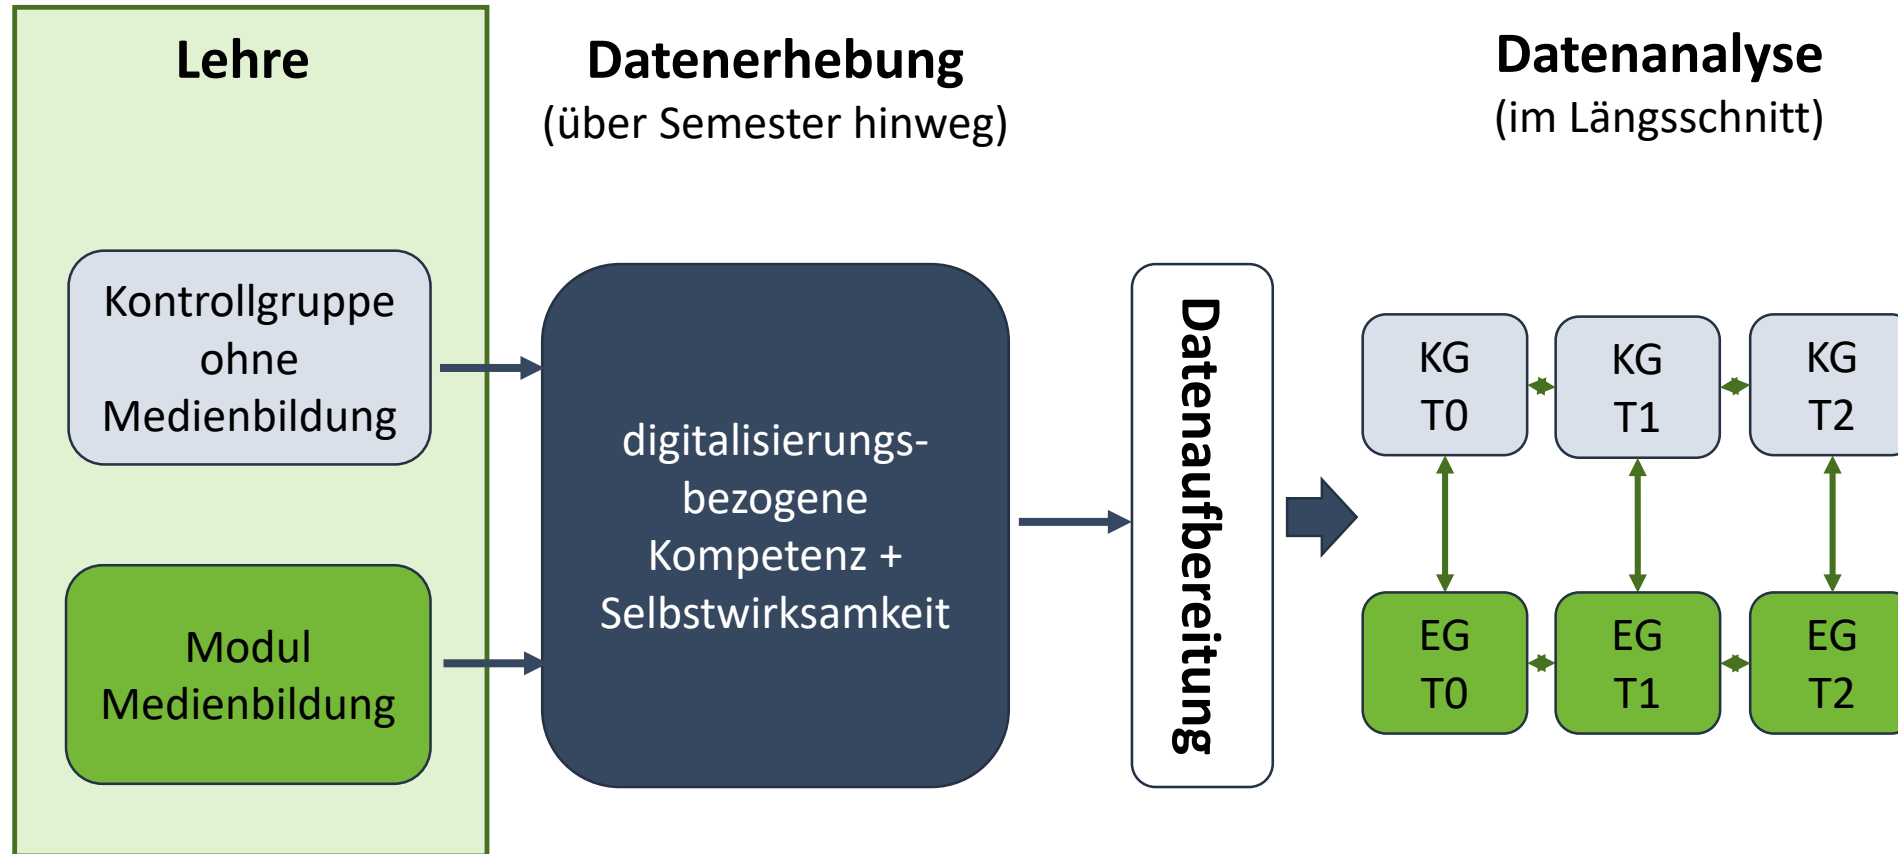 Lehre
Datenerhebung
(über Semester hinweg)
Datenanalyse
(im Längsschnitt)
Kontrollgruppe
ohne
Medienbildung
Modul
Medienbildung
digitalisierungs-
bezogene
Kompetenz +
Selbstwirksamkeit
Datenaufbereitung
KG
T0
KG
T1
KG
T2
EG
T0
EG
T1
EG
T2